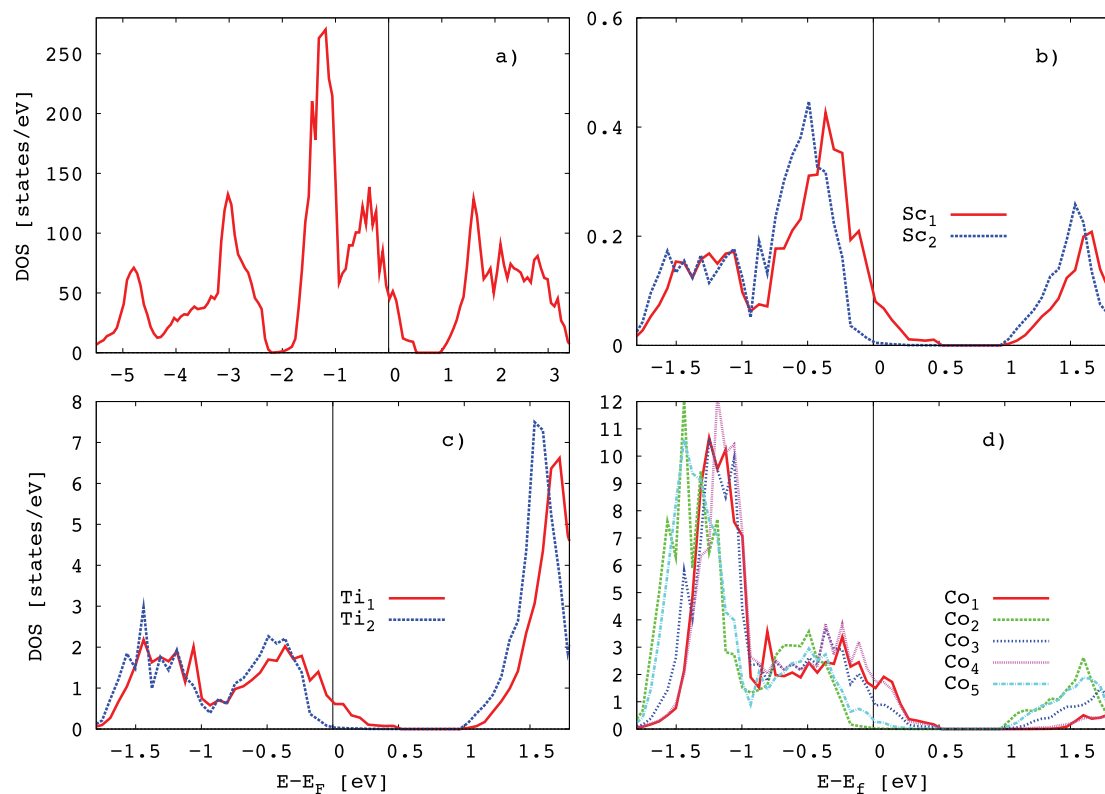 DOS [states/eV]
250
200
150
100
50
0
−5 −4 −3 −2 −1 0 1 2 3
a)
0.6
0.4
0.2
0
−1.5 −1 −0.5 0 0.5 1 1.5
b)
Sc1
Sc2
DOS [states/eV]
8
7
6
5
4
3
2
1
0
−1.5 −1 −0.5 0 0.5 1 1.5
E−EF [eV]
c)
Ti1
Ti2
12
11
10
9
8
7
6
5
4
3
2
1
0
−1.5 −1 −0.5 0 0.5 1 1.5
E−Ef [eV]
d)
Co1
Co2
Co3
Co4
Co5